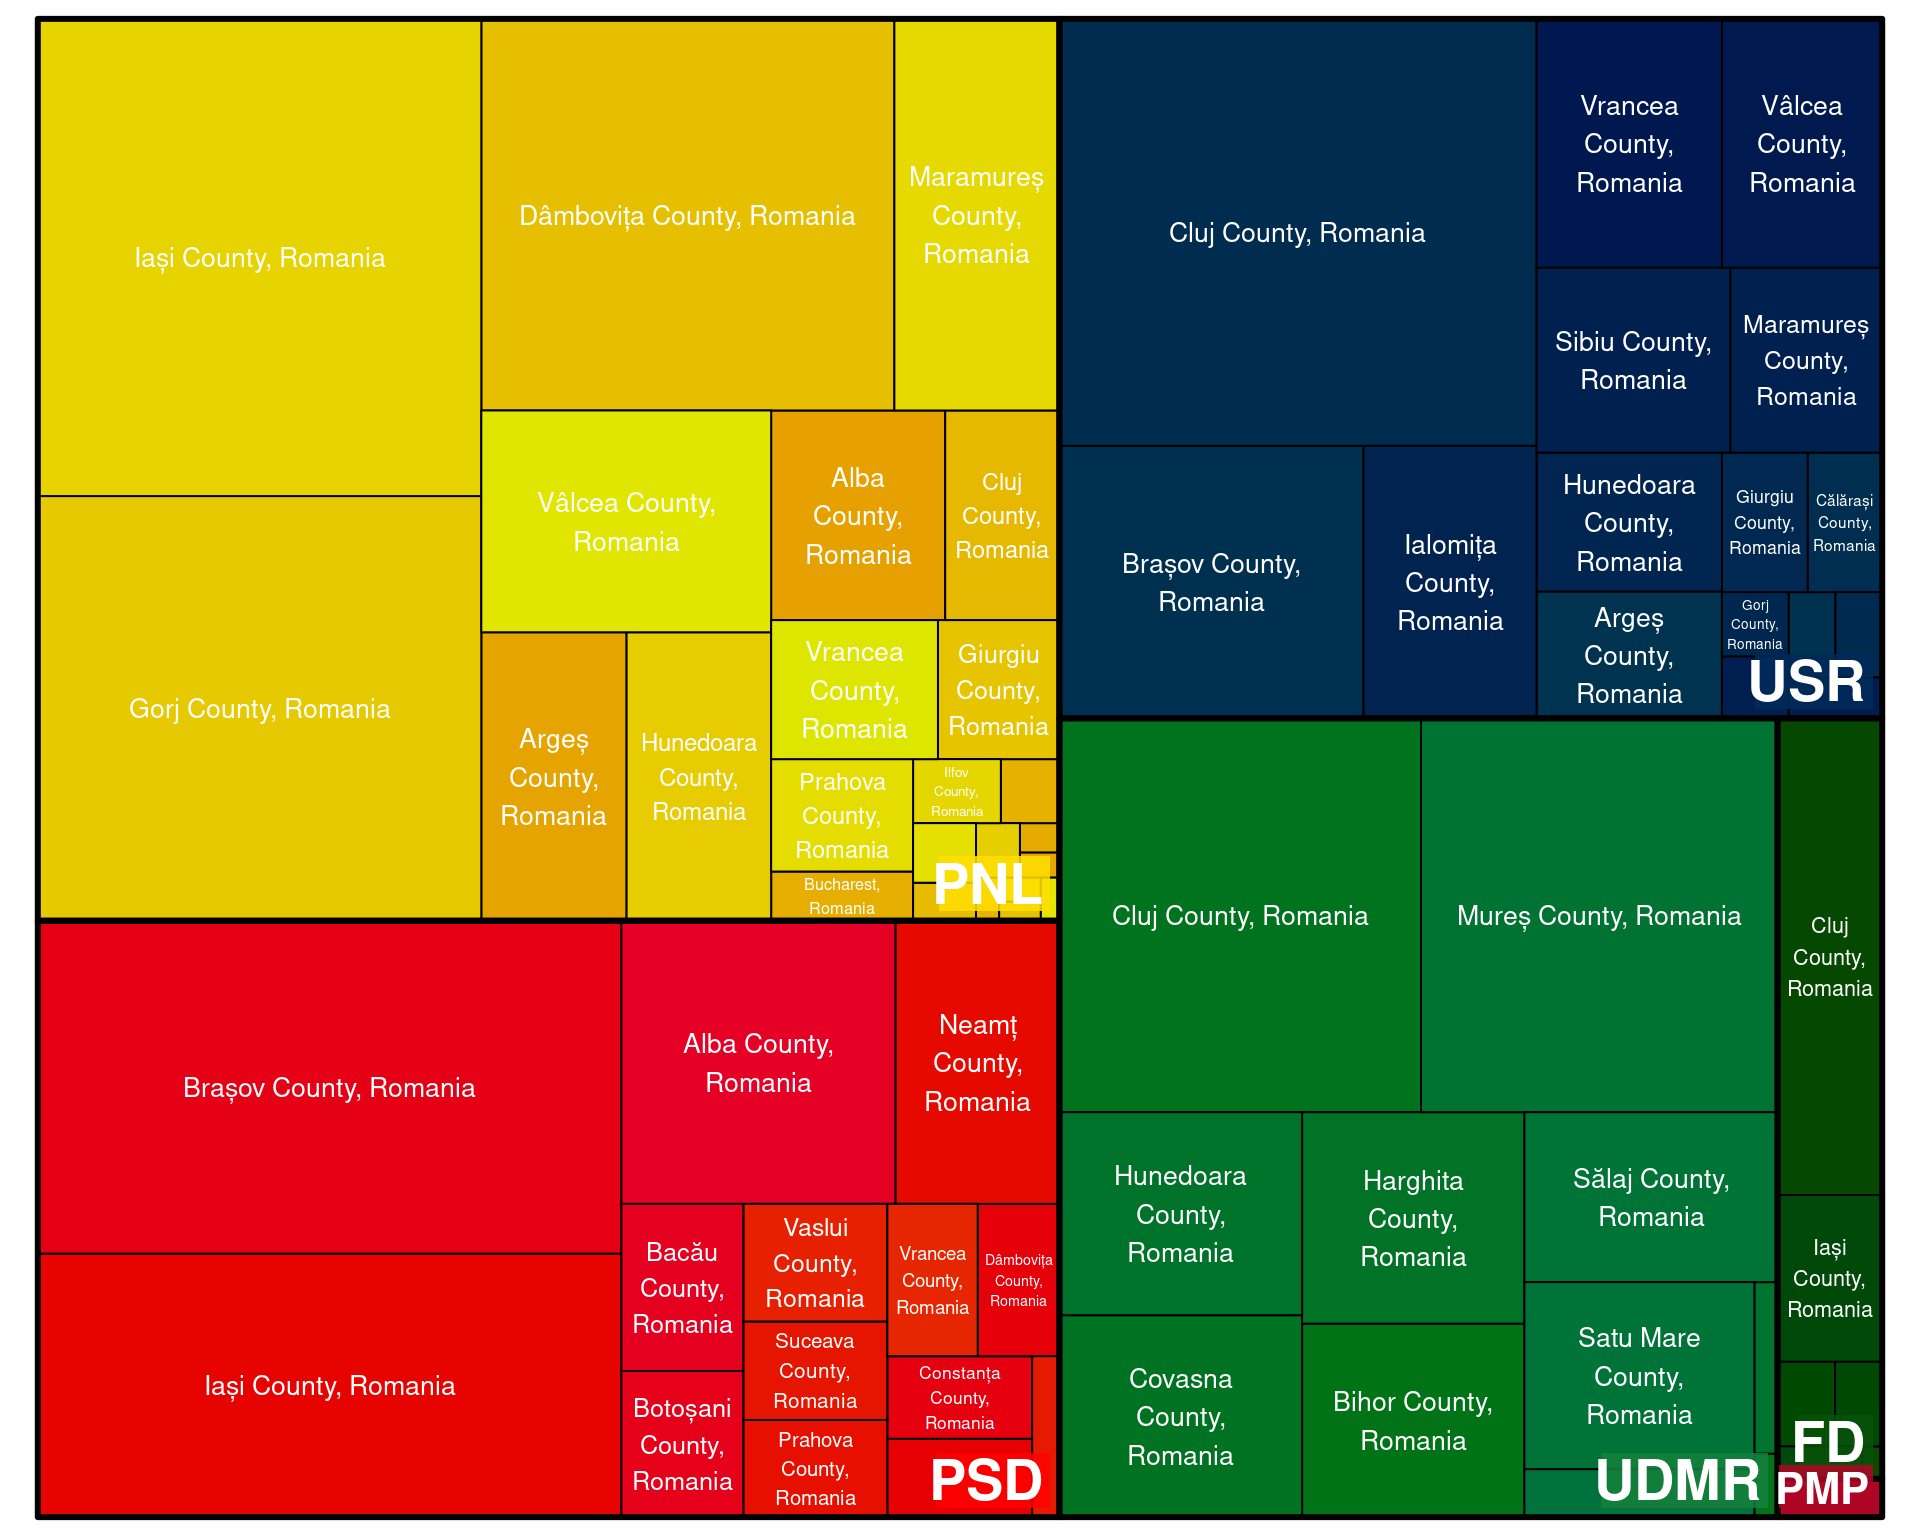 Iași County, Romania
Dâmbovița County, Romania
Maramureș
County,
Romania
Gorj County, Romania
Vâlcea County,
Romania
Alba
County,
Romania
Cluj
County,
Romania
Argeș
County,
Romania
Hunedoara
County,
Romania
Vrancea
County,
Romania
Giurgiu
County,
Romania
Prahova
County,
Romania
Ilfov
County,
Romania
Bucharest,
Romania
PNL
Cluj County, Romania
Vrancea
County,
Romania
Vâlcea
County,
Romania
Sibiu County,
Romania
Maramureș
County,
Romania
Brașov County,
Romania
Ialomița
County,
Romania
Hunedoara
County,
Romania
Giurgiu
County,
Romania
Călărași
County,
Romania
Argeș
County,
Romania
Gorj
County,
Romania
USR
Brașov County, Romania
Iași County, Romania
Alba County,
Romania
Neamț
County,
Romania
Bacău
County,
Romania
Vaslui
County,
Romania
Vrancea
County,
Romania
Dâmbovița
County,
Romania
Botoșani
County,
Romania
Suceava
County,
Romania
Constanța
County,
Romania
Prahova
County,
Romania
PSD
Cluj County, Romania
Mureș County, Romania
Hunedoara
County,
Romania
Harghita
County,
Romania
Sălaj County,
Romania
Covasna
County,
Romania
Bihor County,
Romania
Satu Mare
County,
Romania
UDMR
Cluj
County,
Romania
Iași
County,
Romania
FD
PMP